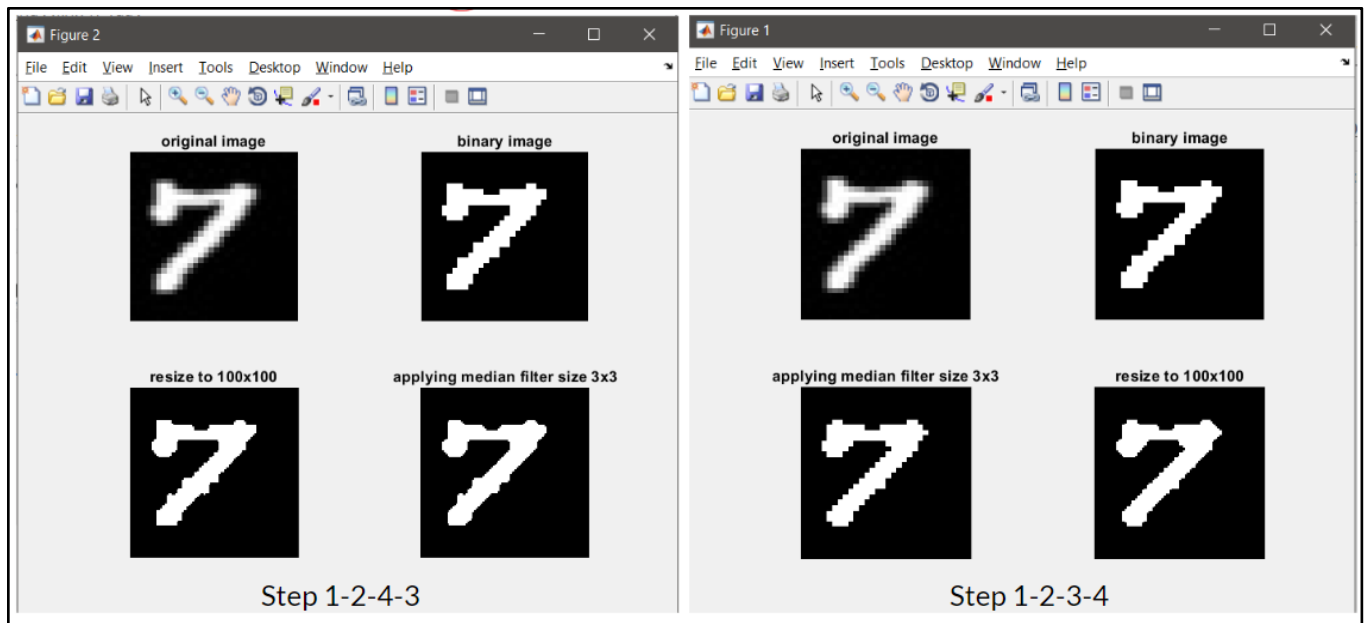 Figure 2
File Edit View Insert Tools Desktop Window Help
original image
binary image
resize to 100x100
applying median filter size 3x3
Step 1-2-4-3
Figure 1
File Edit View Insert Tools Desktop Window Help
original image
binary image
applying median filter size 3x3
resize to 100x100
Step 1-2-3-4